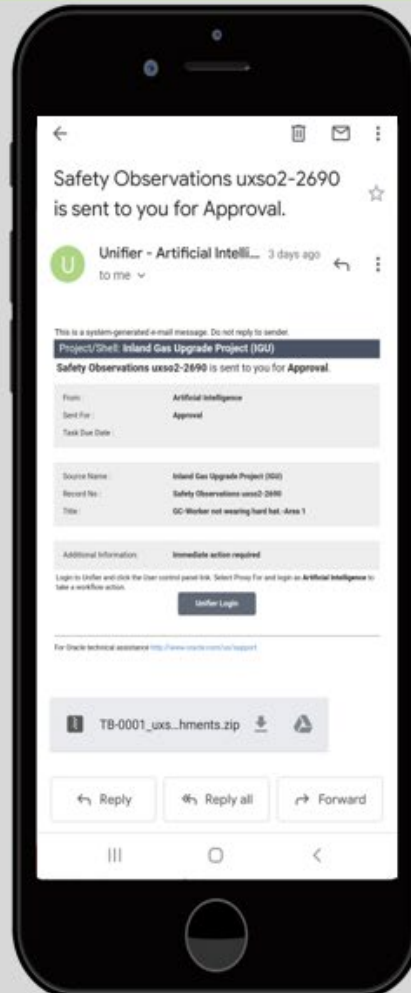 Safety Observations uxso2-2690
is sent to you for Approval.
U
Unifier - Artificial Intelli... 3 days ago
to me
This is a system-generated e-mail message. Do not reply to sender.
Project/Shell: Inland Gas Upgrade Project (IGU)
Safety Observations uxso2-2690 is sent to you for Approval.
From: Artificial Intelligence
Sent For: Approval
Task Due Date:
Source Name: Inland Gas Upgrade Project (IGU)
Record No: Safety Observations uxso2-2690
Title: GC-Worker not wearing hard hat.-Area 1
Additional Information: Immediate action required
Login to Unifier and click the User control panel link. Select Proxy For and login as Artificial Intelligence to
take a workflow action.
Unifier Login
For Oracle technical assistance http://www.oracle.com/us/support
TB-0001_uxs...hments.zip
Reply
Reply all
Forward